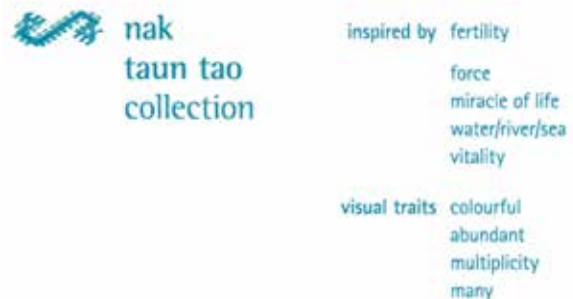 nak
taun tao
collection
inspired by fertility
force
miracle of life
water/river/sea
vitality
visual traits colourful
abundant
multiplicity
many